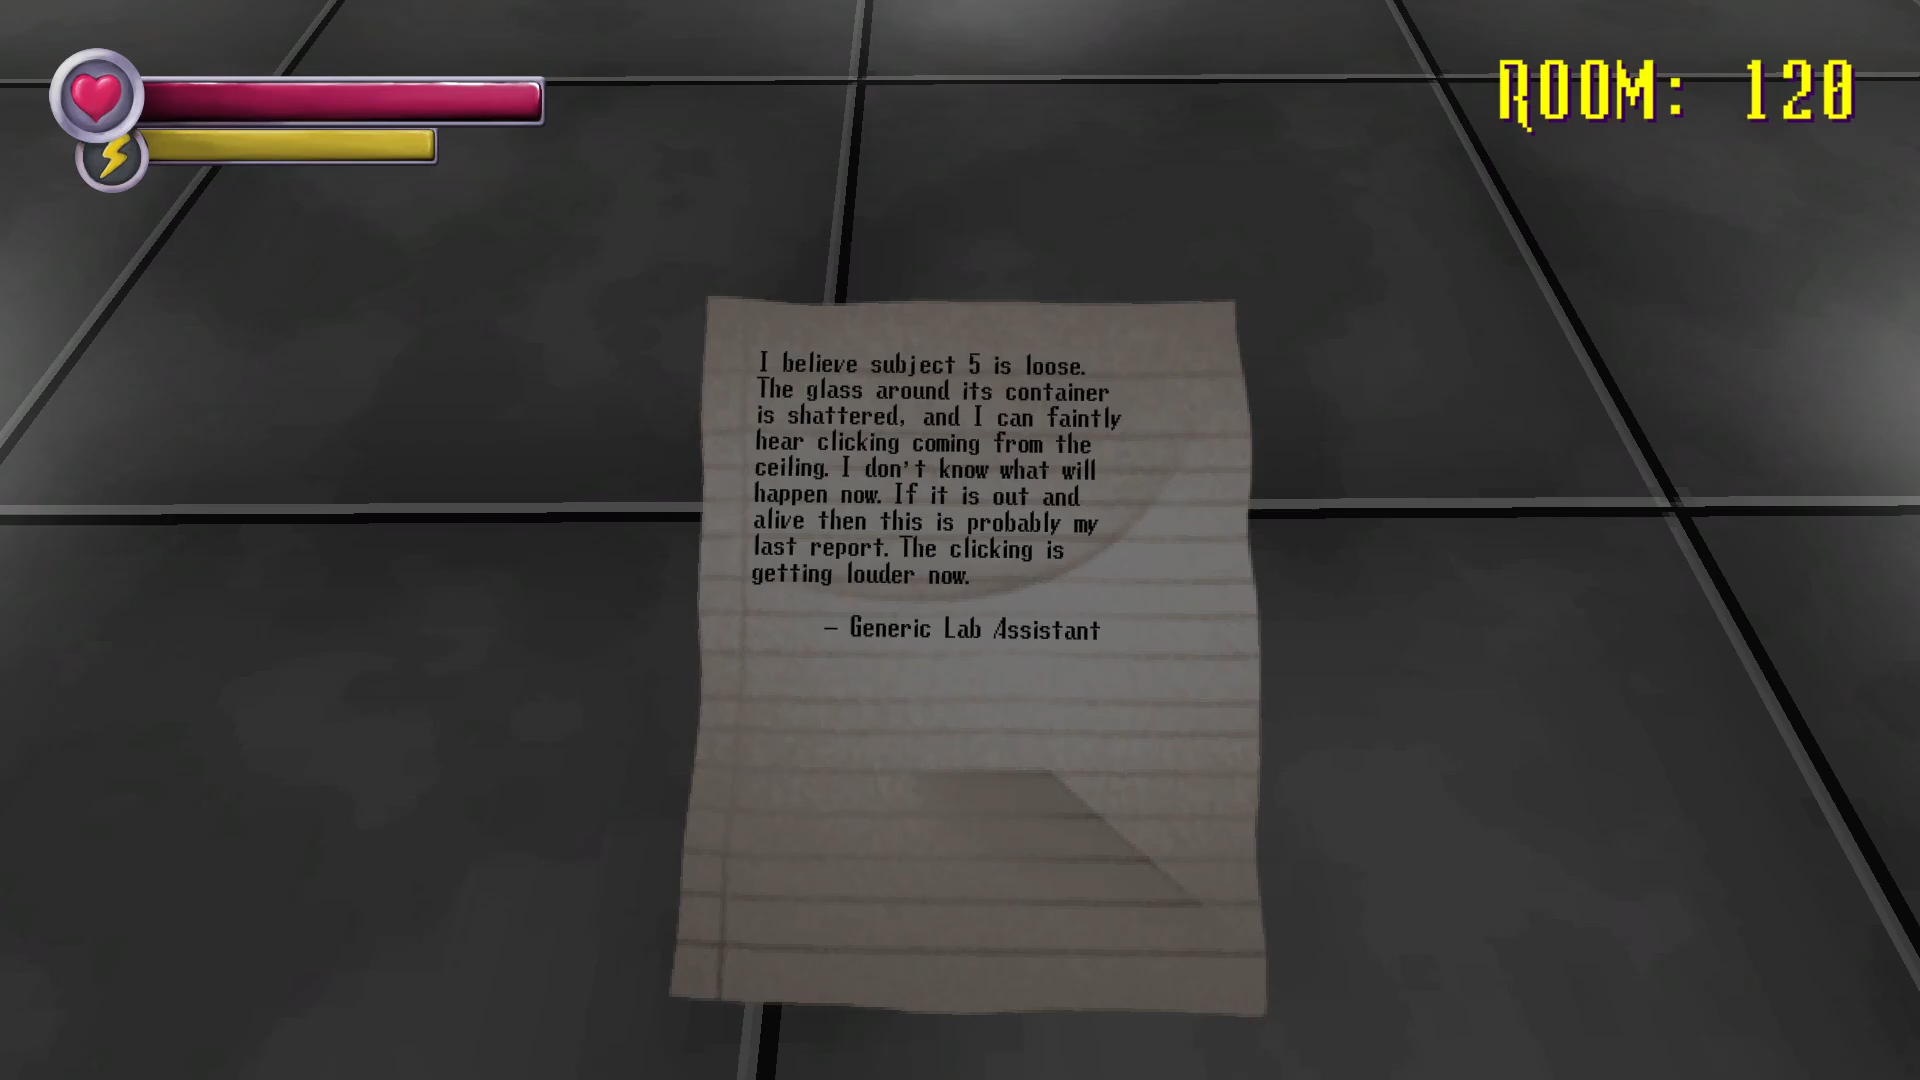 ROOM: 120
I believe subject 5 is loose.
The glass around its container
is shattered, and I can faintly
hear clicking coming from the
ceiling. I don't know what will
happen now. If it is out and
alive then this is probably my
last report. The clicking is
getting louder now.
- Generic Lab Assistant